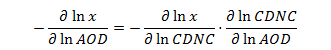 −∂ ln x / ∂ ln AOD = −∂ ln x / ∂ ln CDNC · ∂ ln CDNC / ∂ ln AOD